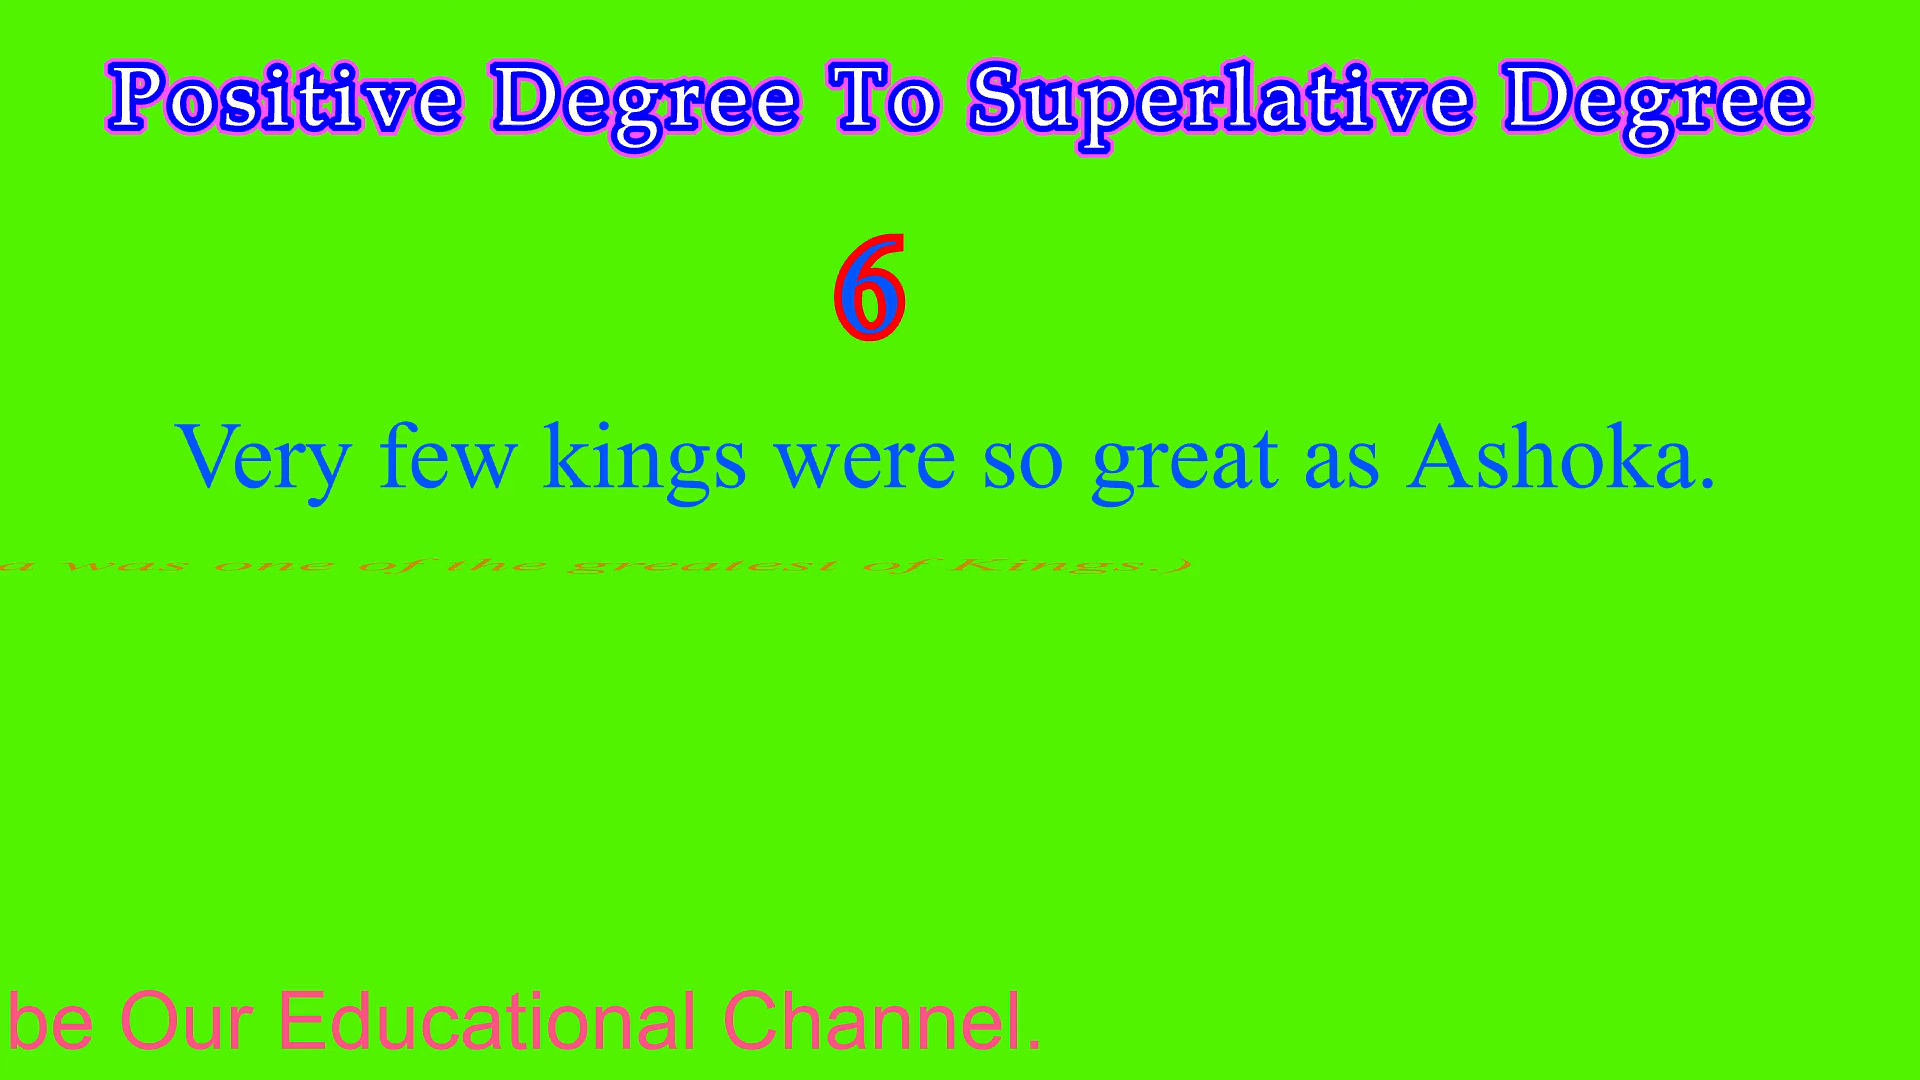 Positive Degree To Superlative Degree
6
Very few kings were so great as Ashoka.
a was one of the greatest of Kings.)
be Our Educational Channel.